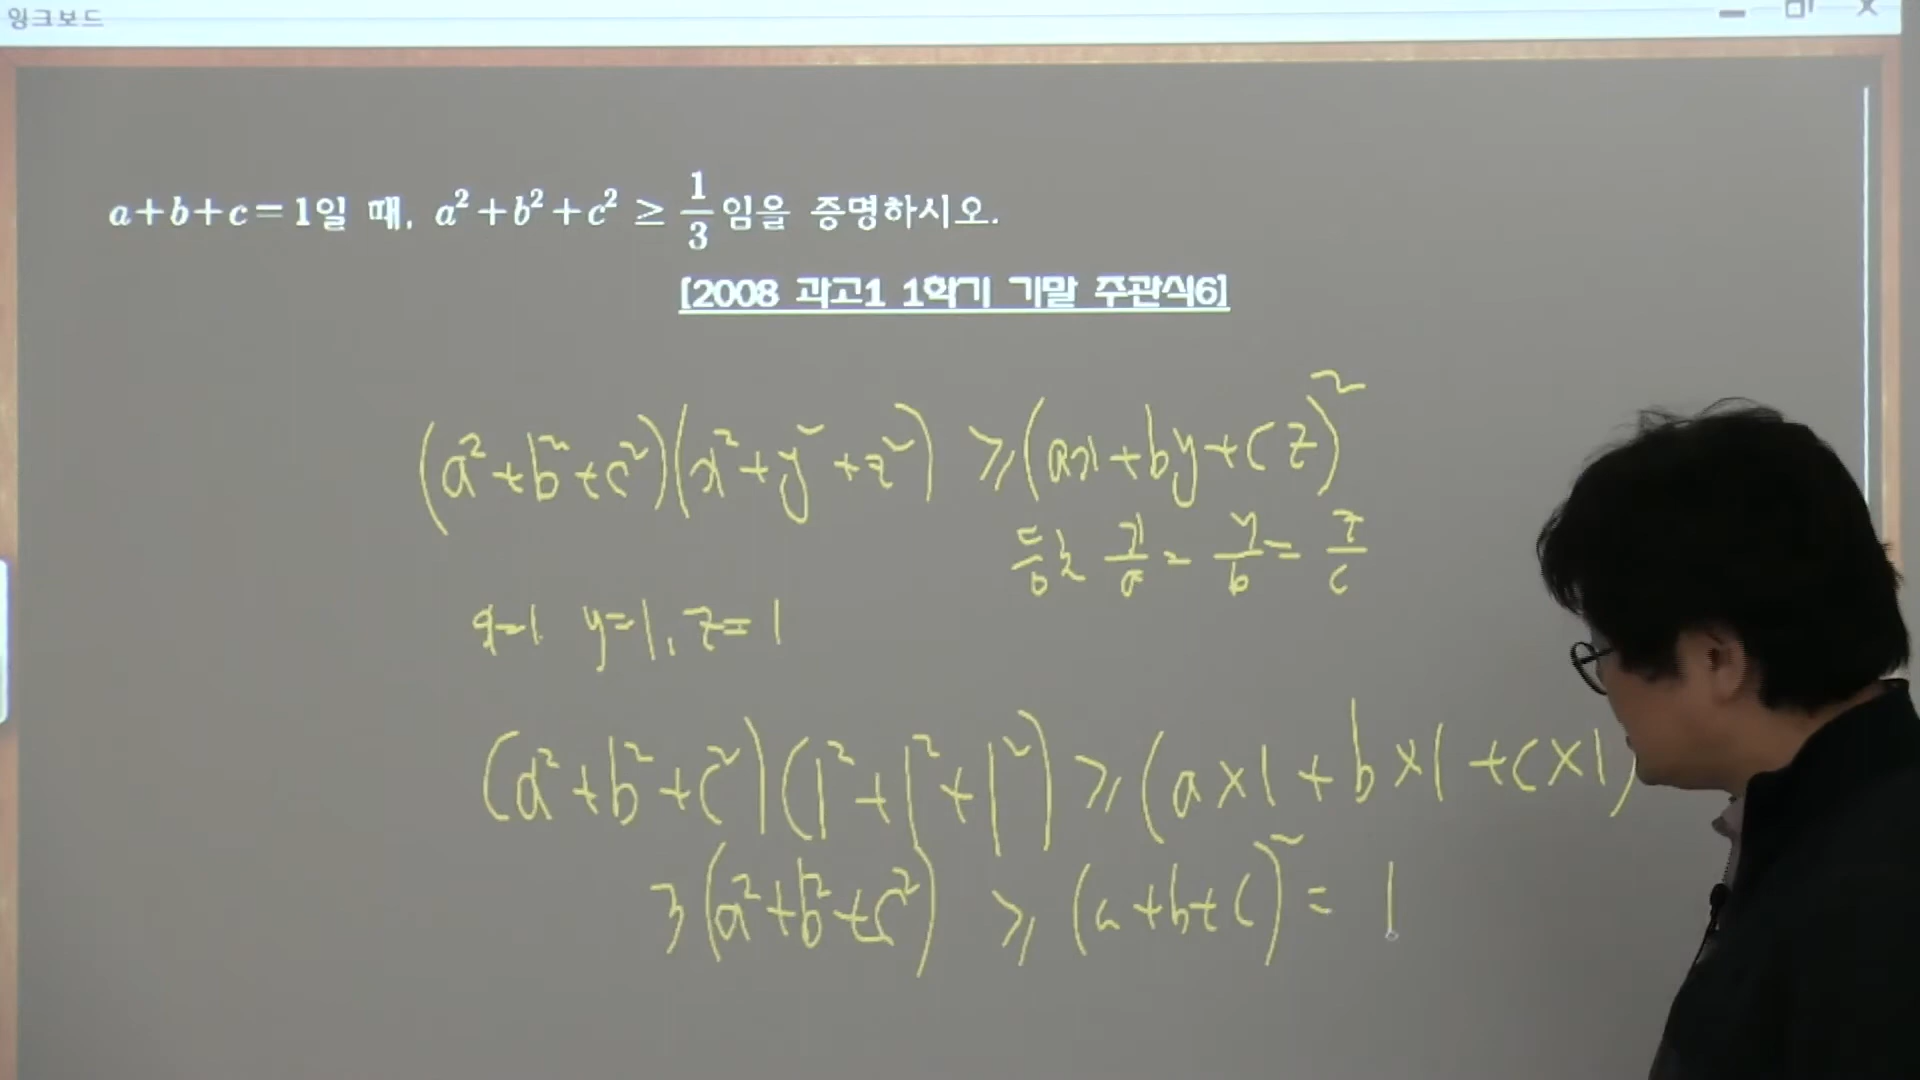 잉크보드
a+b+c=1일 때, a²+b²+c² ≥ 1/3 임을 증명하시오.
[2008 과고1 1학기 기말 주관식6]
(a²+b²+c²)(x²+y²+z²) ≥ (ax+by+cz)²
등호 x/a = y/b = z/c
x=1 y=1, z=1
(a²+b²+c²)(1²+1²+1²) ≥ (a×1+b×1+c×1)
3(a²+b²+c²) ≥ (a+b+c)² = 1